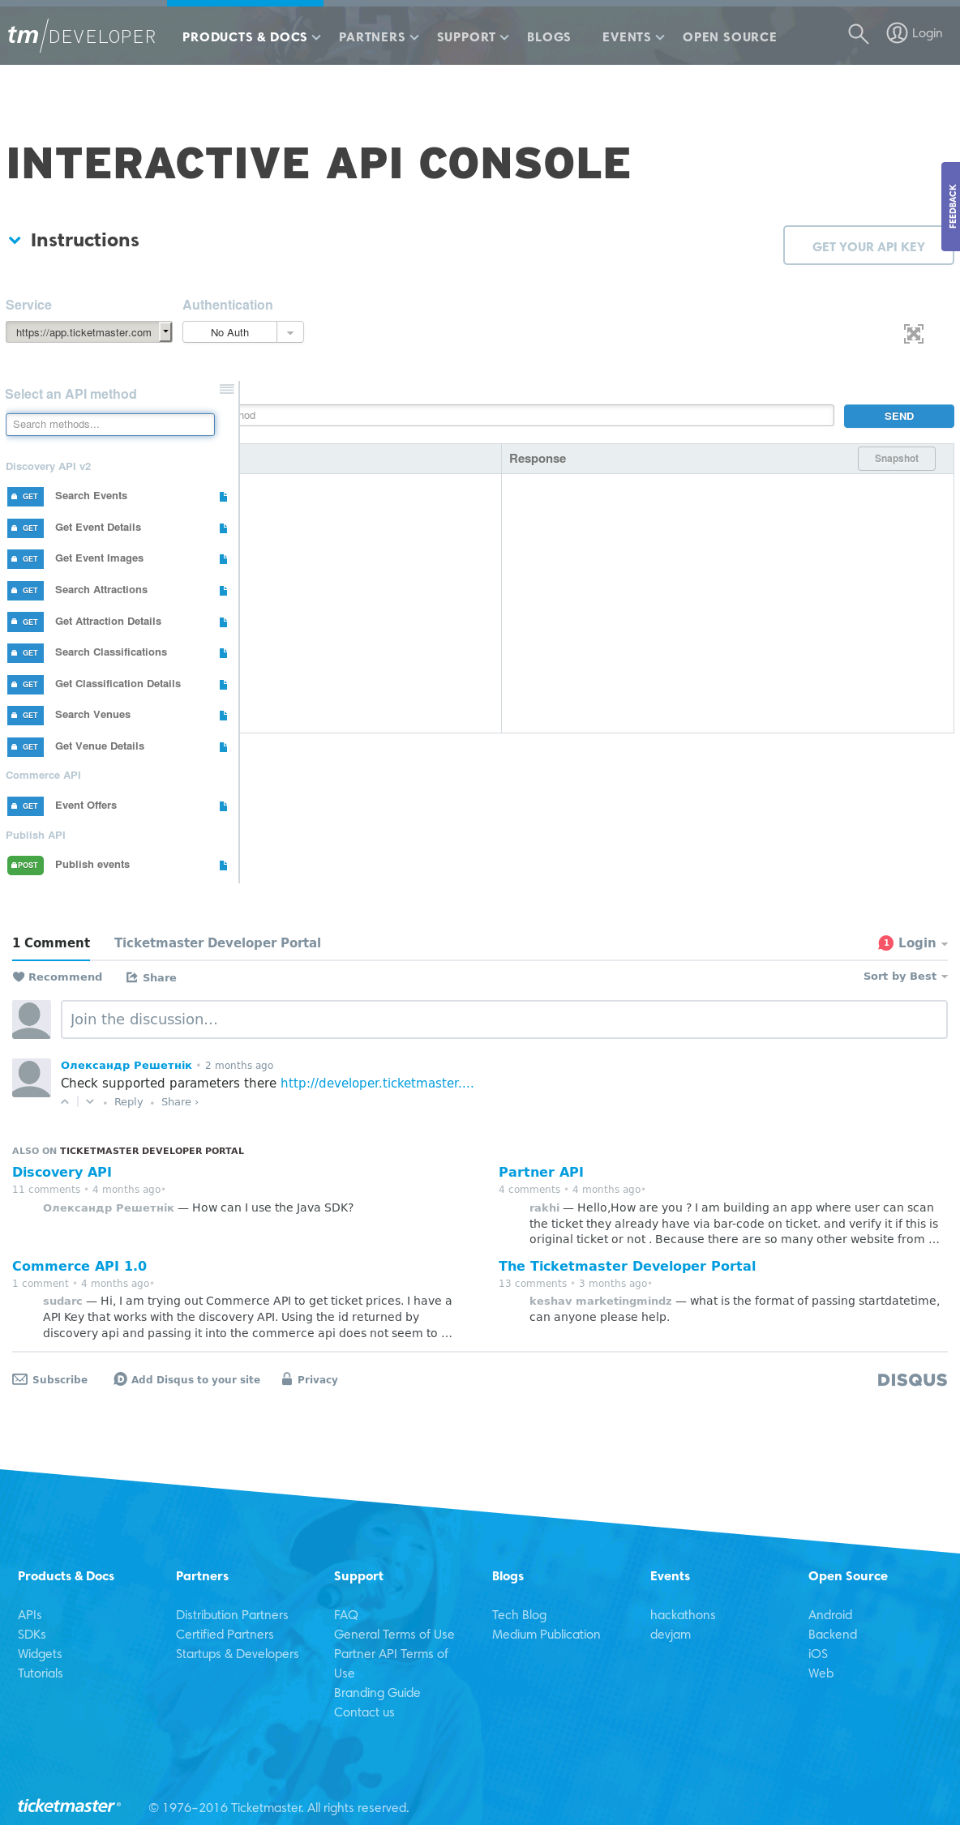 tm/DEVELOPER PRODUCTS & DOCS PARTNERS SUPPORT BLOGS EVENTS OPEN SOURCE Login
INTERACTIVE API CONSOLE
FEEDBACK
Instructions
GET YOUR API KEY
Service Authentication
https://app.ticketmaster.com No Auth
Select an API method
Search methods...
SEND
Response Snapshot
Discovery API v2
GET Search Events
GET Get Event Details
GET Get Event Images
GET Search Attractions
GET Get Attraction Details
GET Search Classifications
GET Get Classification Details
GET Search Venues
GET Get Venue Details
Commerce API
GET Event Offers
Publish API
POST Publish events
1 Comment Ticketmaster Developer Portal 1 Login
Recommend Share Sort by Best
Join the discussion...
Олександр Решетнік • 2 months ago
Check supported parameters there http://developer.ticketmaster....
• Reply • Share ›
ALSO ON TICKETMASTER DEVELOPER PORTAL
Discovery API
11 comments • 4 months ago•
Олександр Решетнік — How can I use the Java SDK?
Partner API
4 comments • 4 months ago•
rakhi — Hello,How are you ? I am building an app where user can scan
the ticket they already have via bar-code on ticket. and verify it if this is
original ticket or not . Because there are so many other website from ...
Commerce API 1.0
1 comment • 4 months ago•
sudarc — Hi, I am trying out Commerce API to get ticket prices. I have a
API Key that works with the discovery API. Using the id returned by
discovery api and passing it into the commerce api does not seem to ...
The Ticketmaster Developer Portal
13 comments • 3 months ago•
keshav marketingmindz — what is the format of passing startdatetime,
can anyone please help.
Subscribe Add Disqus to your site Privacy DISQUS
Products & Docs
APIs
SDKs
Widgets
Tutorials
Partners
Distribution Partners
Certified Partners
Startups & Developers
Support
FAQ
General Terms of Use
Partner API Terms of
Use
Branding Guide
Contact us
Blogs
Tech Blog
Medium Publication
Events
hackathons
devjam
Open Source
Android
Backend
iOS
Web
ticketmaster® © 1976–2016 Ticketmaster. All rights reserved.